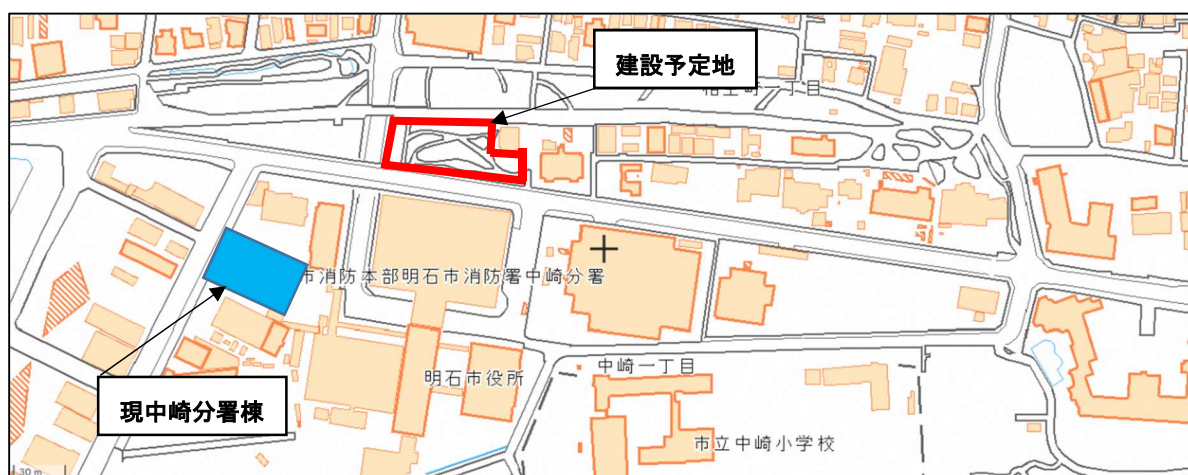 建設予定地
相生町一丁目
市消防本部明石市消防署中崎分署
中崎一丁目
明石市役所
現中崎分署棟
市立中崎小学校
30 m